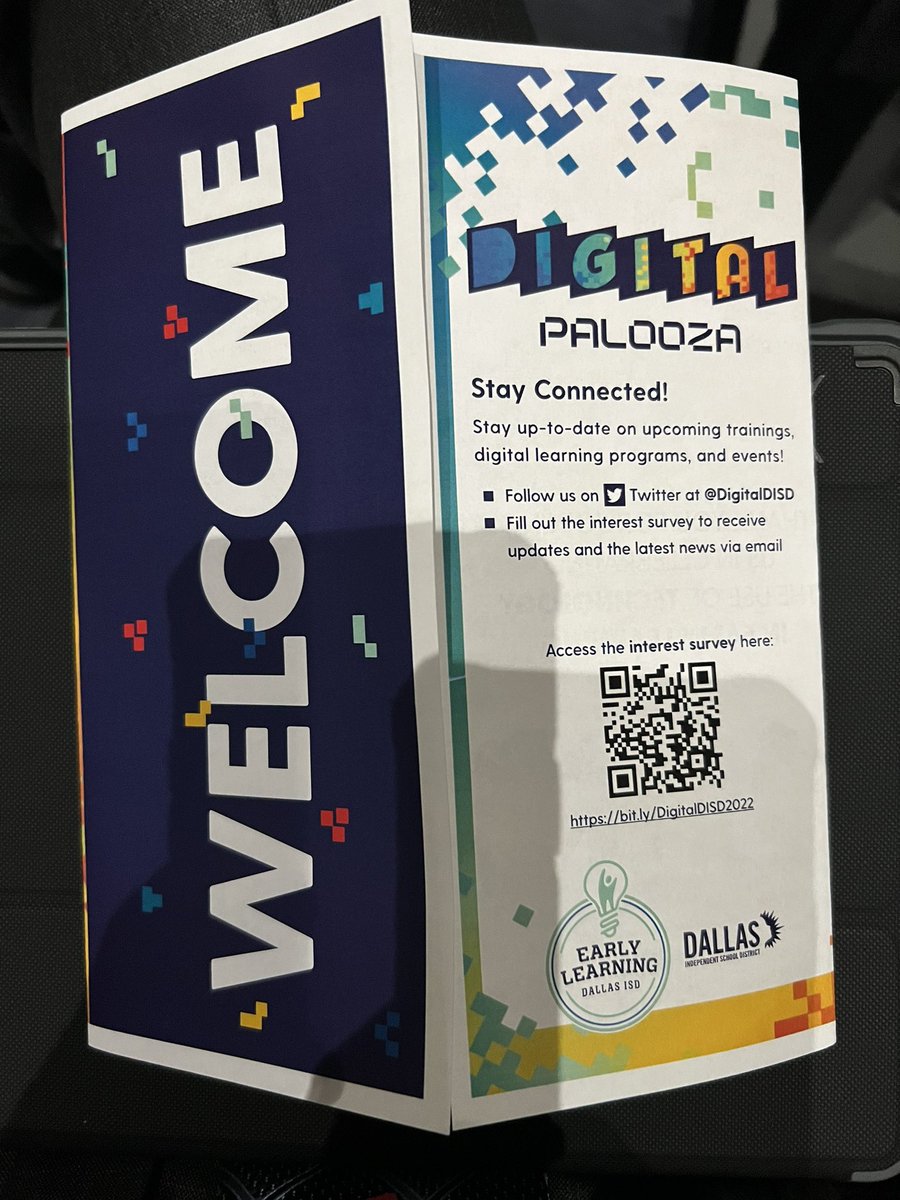 WELCOME
DIGITAL
PALOOZA
Stay Connected!
Stay up-to-date on upcoming trainings,
digital learning programs, and events!
■ Follow us on Twitter at @DigitalDISD
■ Fill out the interest survey to receive
updates and the latest news via email
Access the interest survey here:
https://bit.ly/DigitalDISD2022
EARLY
LEARNING
DALLAS ISD
DALLAS
INDEPENDENT SCHOOL DISTRICT